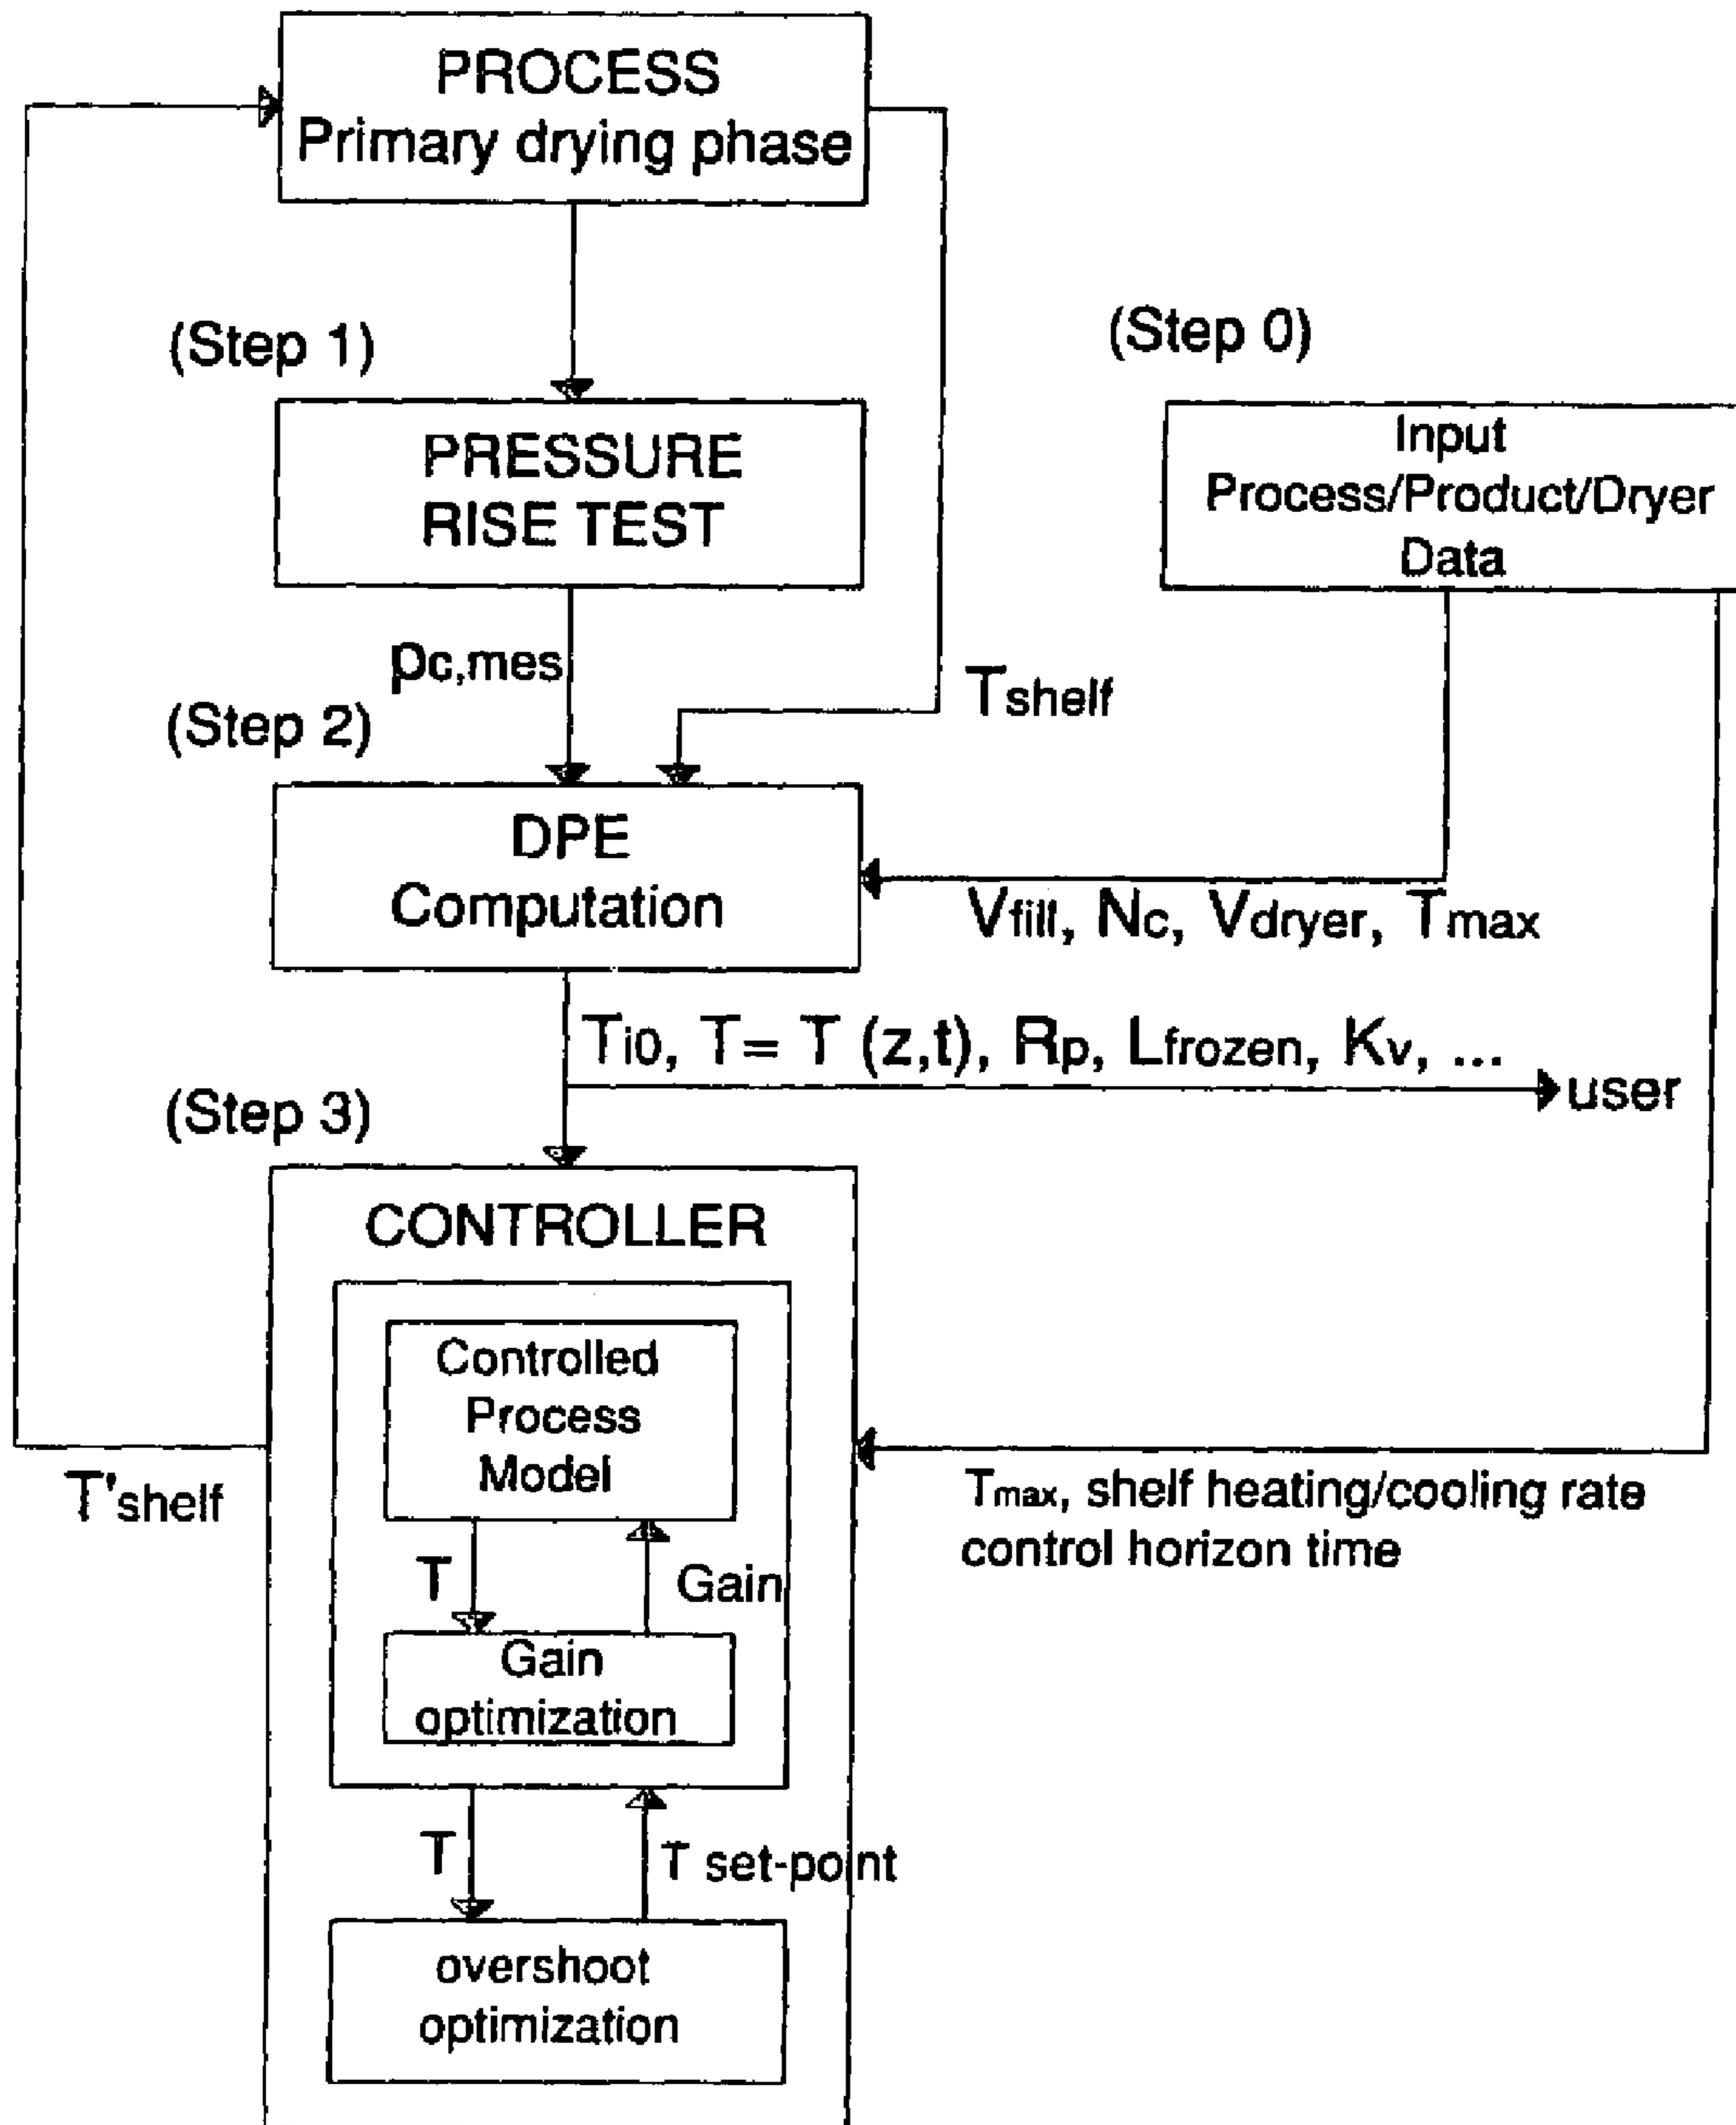 PROCESS
Primary drying phase
(Step 1)
(Step 0)
PRESSURE
RISE TEST
Input
Process/Product/Dryer
Data
Pc,mes
Tshelf
(Step 2)
DPE
Computation
Vfill, Nc, Vdryer, Tmax
Ti0, T= T (z,t), Rp, Lfrozen, Kv, ...
user
(Step 3)
CONTROLLER
Controlled
Process
Model
T'shelf
Tmax, shelf heating/cooling rate
control horizon time
T
Gain
Gain
optimization
T
T set-point
overshoot
optimization